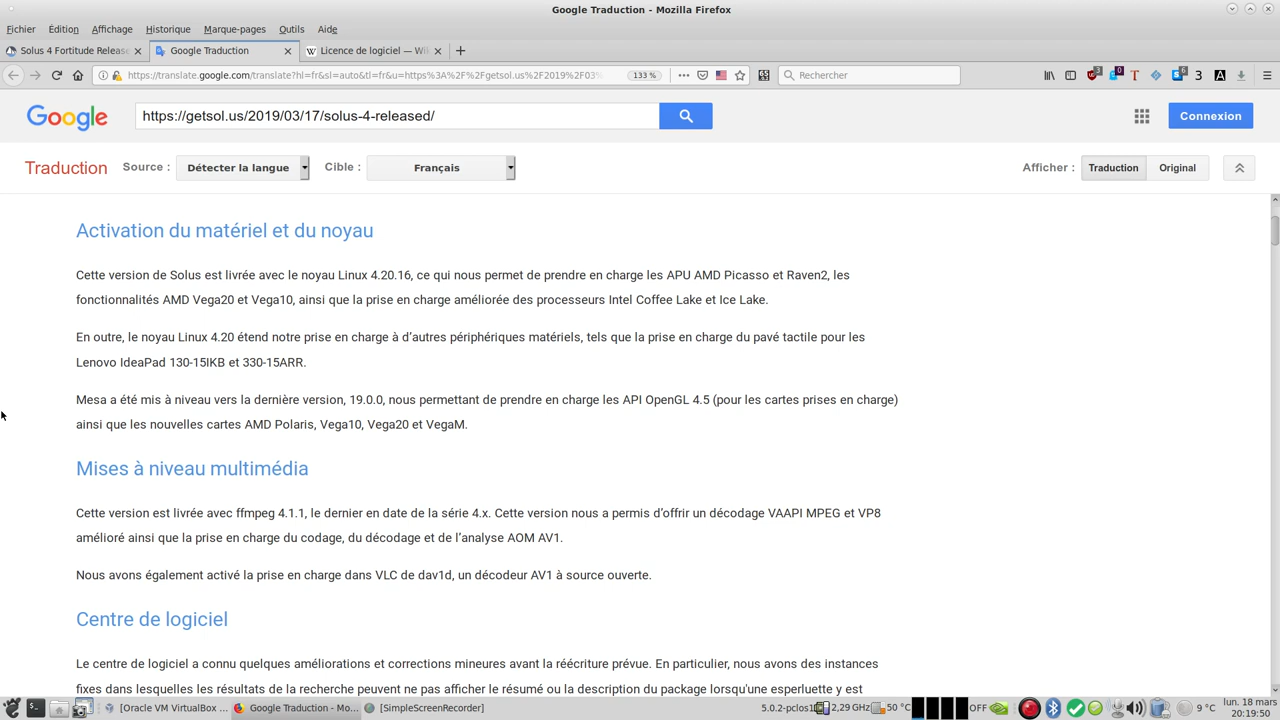 Google Traduction - Mozilla Firefox
Fichier Édition Affichage Historique Marque-pages Outils Aide
Solus 4 Fortitude Releas Google Traduction Licence de logiciel — Wi
https://translate.google.com/translate?hl=fr&sl=auto&tl=fr&u=https%3A%2F%2Fgetsol.us%2F2019%2F03% 133 % Rechercher
Google https://getsol.us/2019/03/17/solus-4-released/ Connexion
Traduction Source : Détecter la langue Cible : Français Afficher : Traduction Original
Activation du matériel et du noyau
Cette version de Solus est livrée avec le noyau Linux 4.20.16, ce qui nous permet de prendre en charge les APU AMD Picasso et Raven2, les
fonctionnalités AMD Vega20 et Vega10, ainsi que la prise en charge améliorée des processeurs Intel Coffee Lake et Ice Lake.
En outre, le noyau Linux 4.20 étend notre prise en charge à d'autres périphériques matériels, tels que la prise en charge du pavé tactile pour les
Lenovo IdeaPad 130-15IKB et 330-15ARR.
Mesa a été mis à niveau vers la dernière version, 19.0.0, nous permettant de prendre en charge les API OpenGL 4.5 (pour les cartes prises en charge)
ainsi que les nouvelles cartes AMD Polaris, Vega10, Vega20 et VegaM.
Mises à niveau multimédia
Cette version est livrée avec ffmpeg 4.1.1, le dernier en date de la série 4.x. Cette version nous a permis d'offrir un décodage VAAPI MPEG et VP8
amélioré ainsi que la prise en charge du codage, du décodage et de l'analyse AOM AV1.
Nous avons également activé la prise en charge dans VLC de dav1d, un décodeur AV1 à source ouverte.
Centre de logiciel
Le centre de logiciel a connu quelques améliorations et corrections mineures avant la réécriture prévue. En particulier, nous avons des instances
fixes dans lesquelles les résultats de la recherche peuvent ne pas afficher le résumé ou la description du package lorsqu'une esperluette y est
[Oracle VM VirtualBox ... Google Traduction - Mo... [SimpleScreenRecorder] 5.0.2-pclos1 2,29 GHz 50 °C OFF 9 °C lun. 18 mars
20:19:50